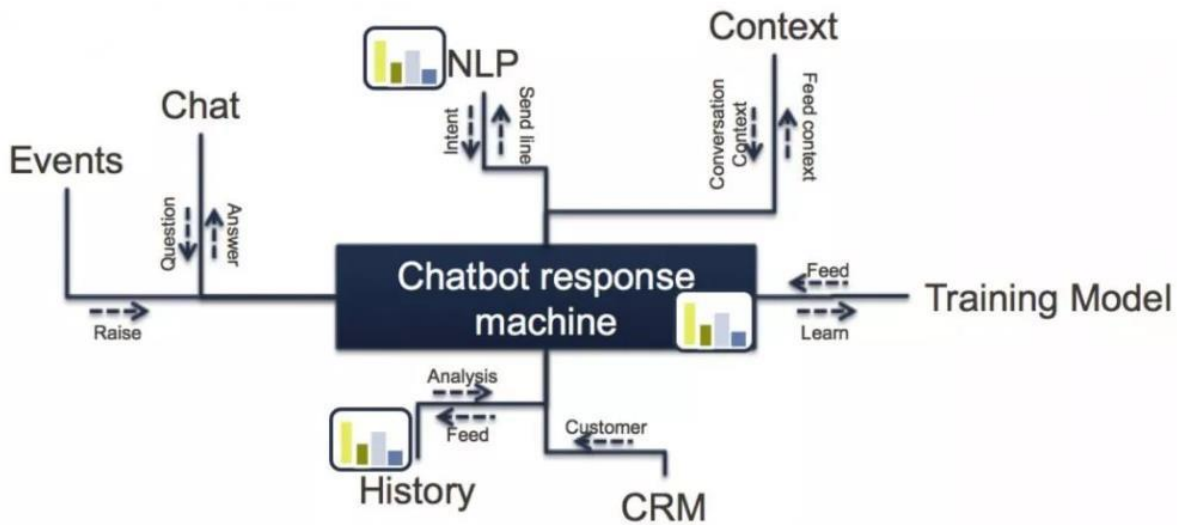 Context
NLP
Chat
Events
Intent
Send line
Conversation
Context
Feed context
Question
Answer
Raise
Chatbot response
machine
Feed
Learn
Training Model
Analysis
Feed
Customer
History
CRM